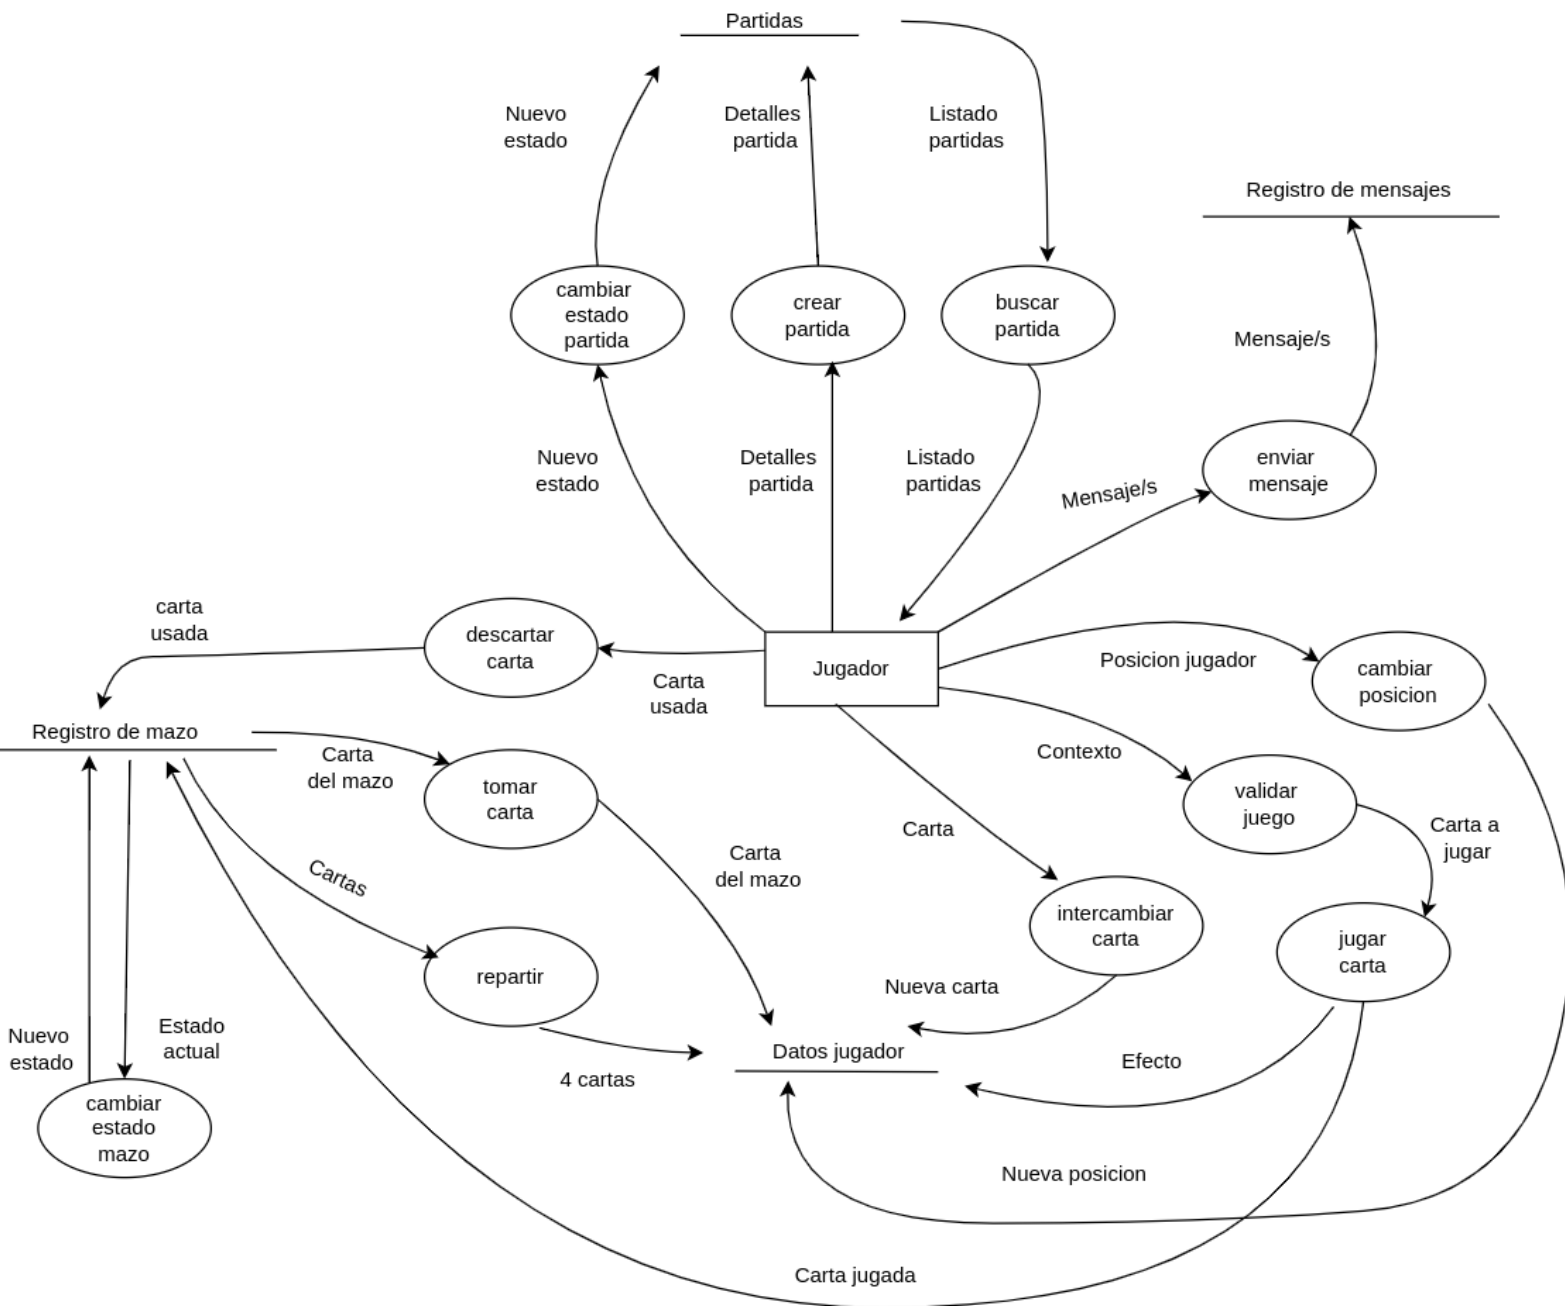 Partidas
Nuevo
estado
Detalles
partida
Listado
partidas
Registro de mensajes
cambiar
estado
partida
crear
partida
buscar
partida
Mensaje/s
enviar
mensaje
Nuevo
estado
Detalles
partida
Listado
partidas
Mensaje/s
carta
usada
descartar
carta
Carta
usada
Jugador
Posicion jugador
cambiar
posicion
Registro de mazo
Carta
del mazo
tomar
carta
Contexto
validar
juego
Carta a
jugar
Carta
Cartas
Carta
del mazo
intercambiar
carta
jugar
carta
repartir
Nueva carta
Nuevo
estado
Estado
actual
Datos jugador
Efecto
4 cartas
cambiar
estado
mazo
Nueva posicion
Carta jugada